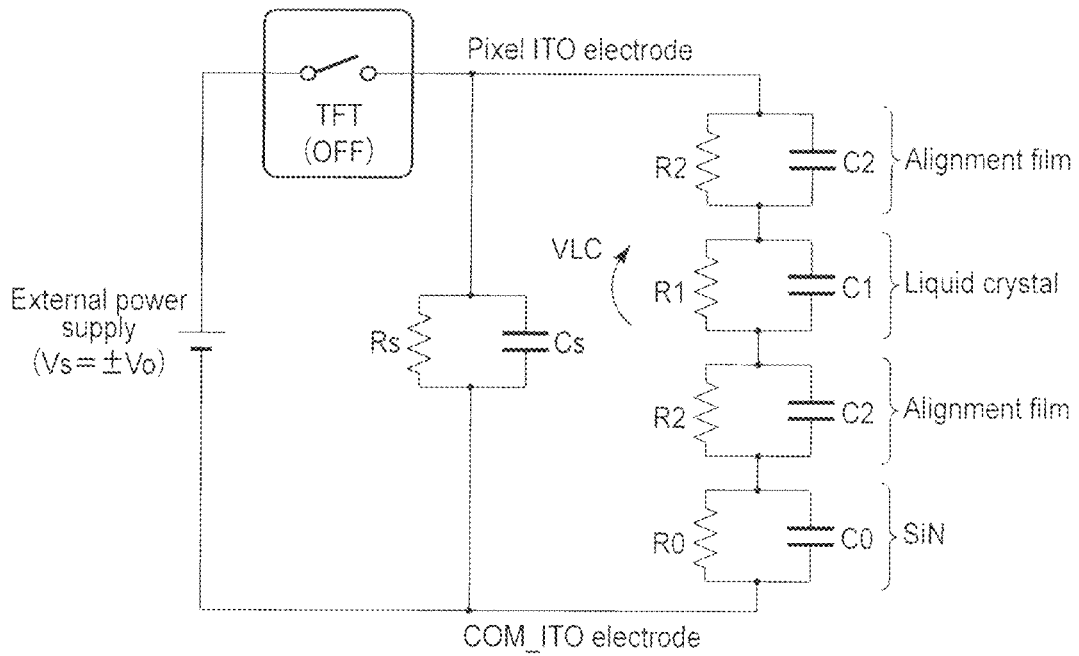 Pixel ITO electrode
TFT
(OFF)
R2
C2
Alignment film
VLC
R1
C1
Liquid crystal
External power
supply
(Vs=±Vo)
Rs
Cs
R2
C2
Alignment film
R0
C0
SiN
COM_ITO electrode